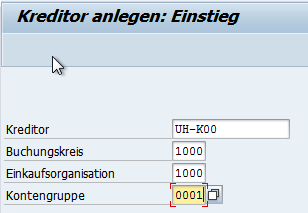 Kreditor anlegen: Einstieg
Kreditor UH-K00
Buchungskreis 1000
Einkaufsorganisation 1000
Kontengruppe 0001